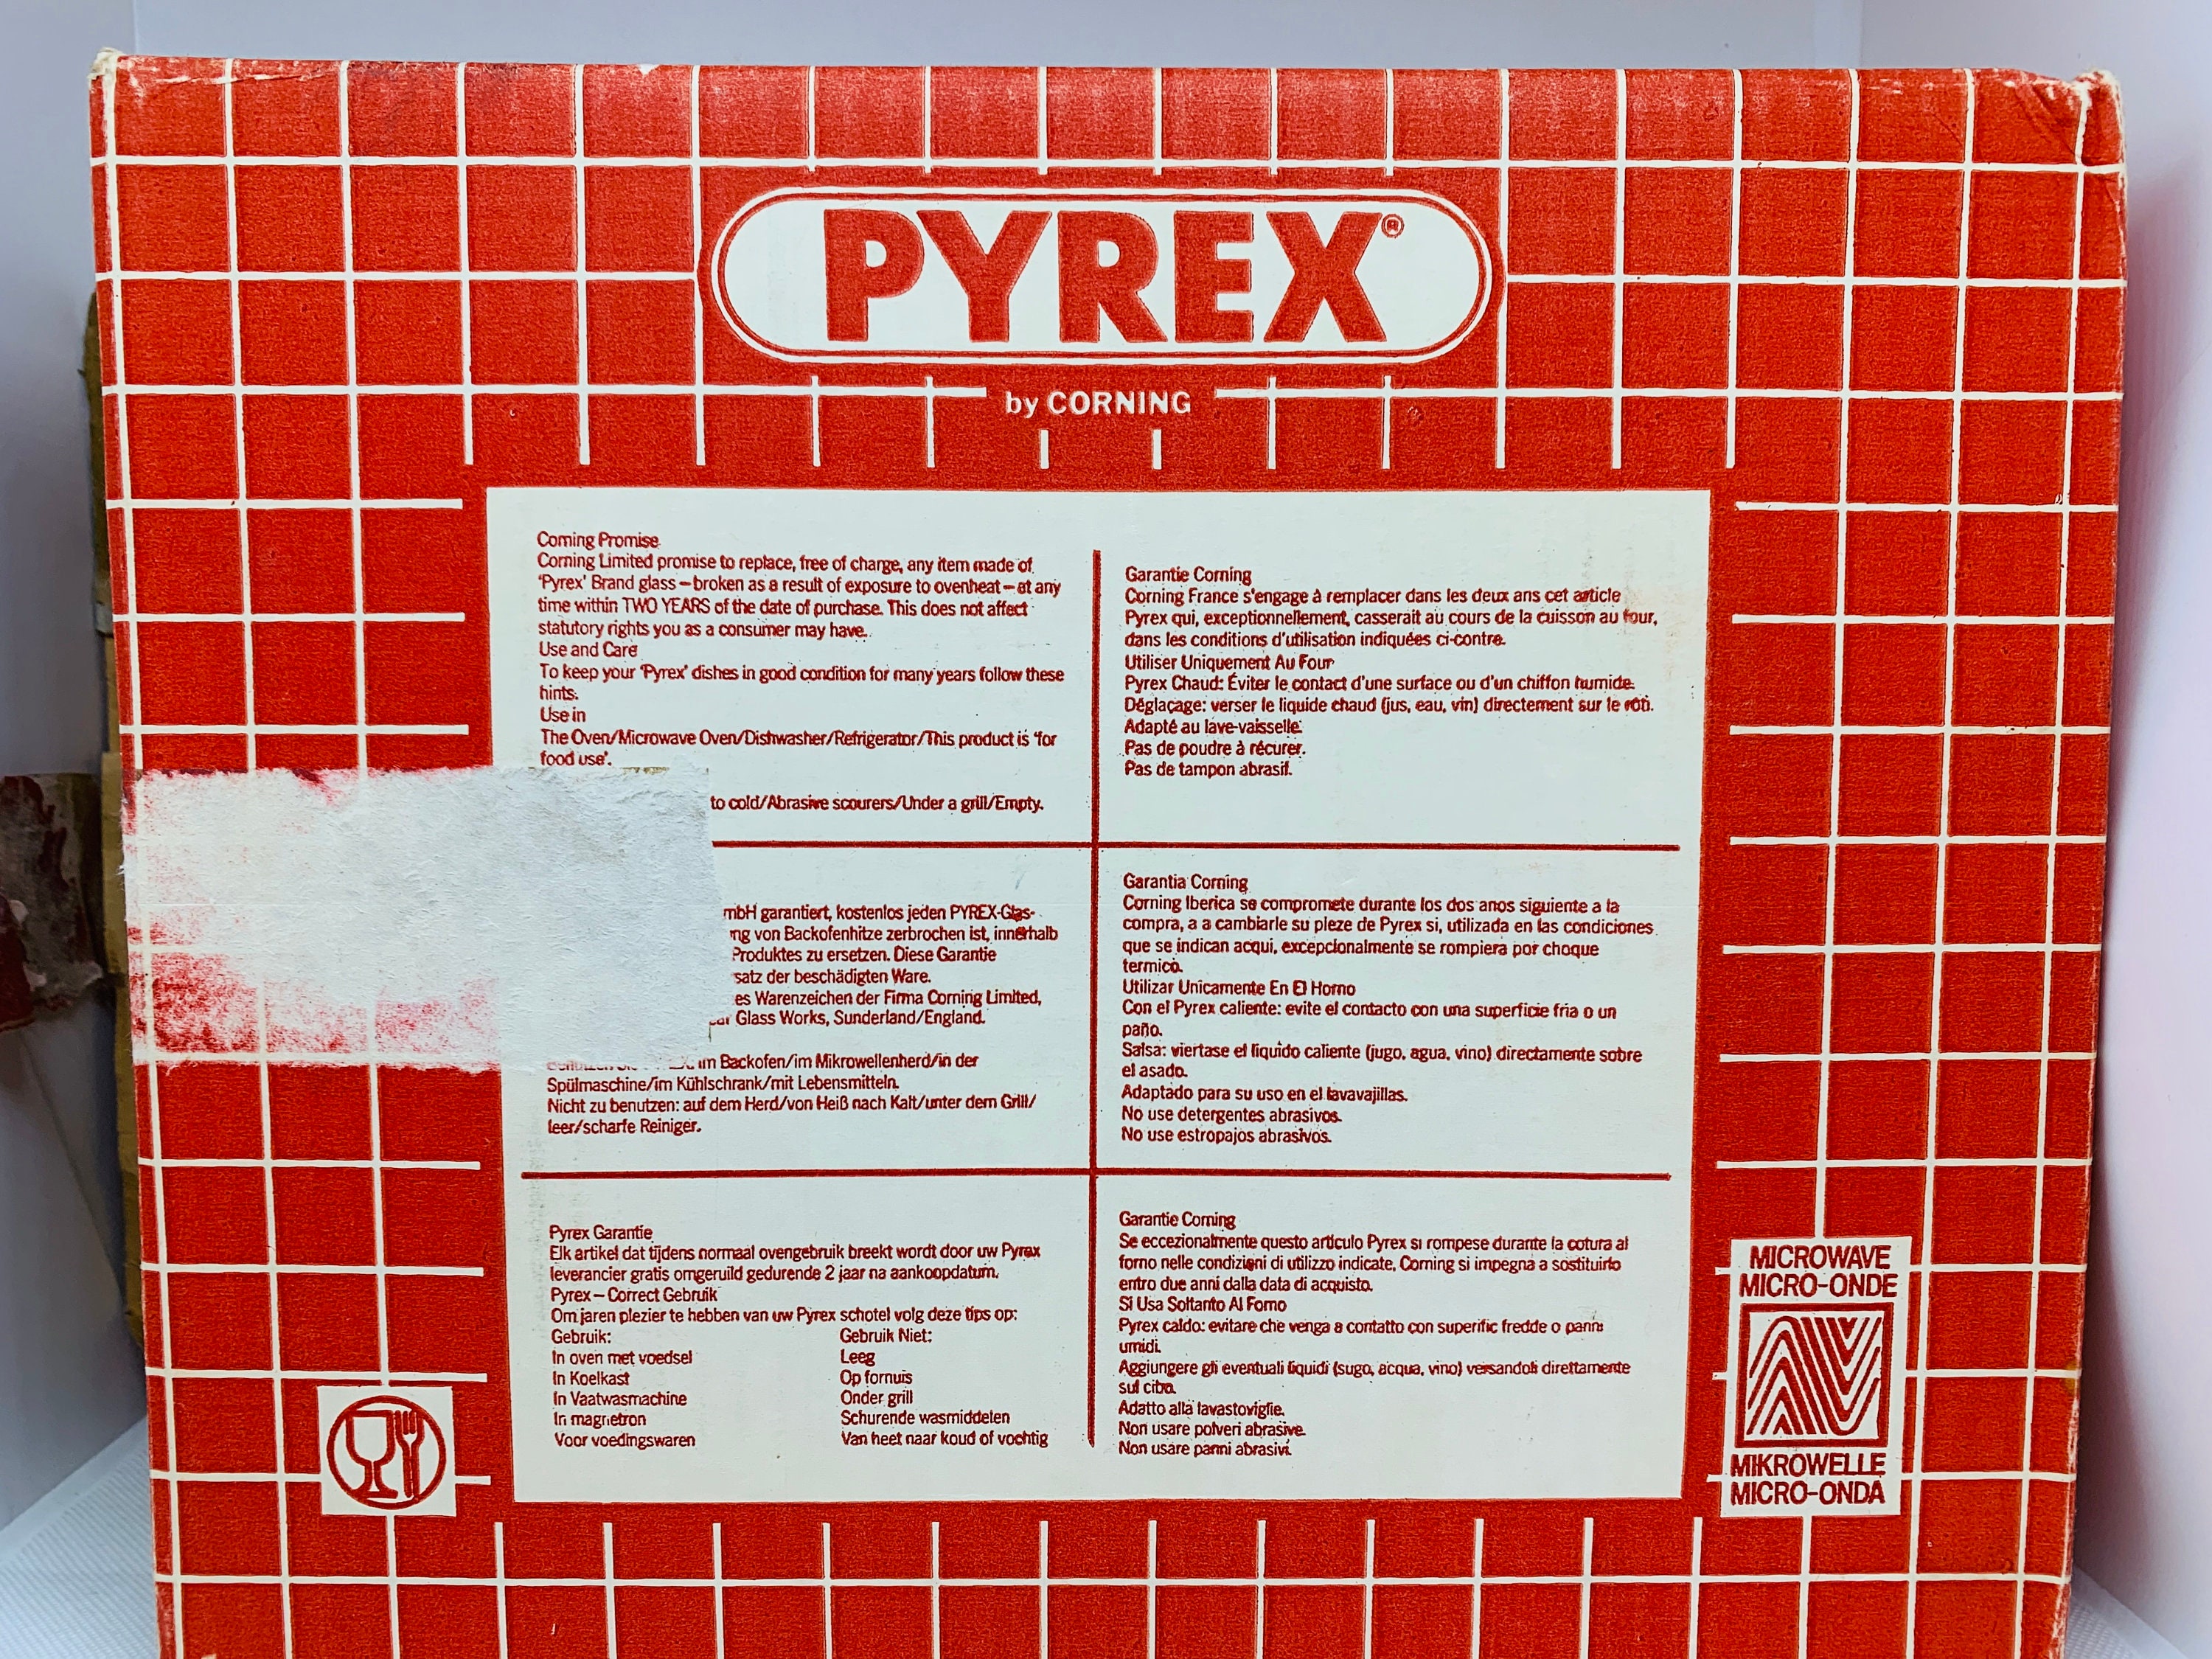 PYREX®
by CORNING
Corning Promise
Corning Limited promise to replace, free of charge, any item made of
'Pyrex' Brand glass – broken as a result of exposure to ovenheat – at any
time within TWO YEARS of the date of purchase. This does not affect
statutory rights you as a consumer may have.
Use and Care
To keep your 'Pyrex' dishes in good condition for many years follow these
hints.
Use in
The Oven/Microwave Oven/Dishwasher/Refrigerator/This product is 'for
food use'.
to cold/Abrasive scourers/Under a grill/Empty.
Garantie Corning
Corning France s'engage à remplacer dans les deux ans cet article
Pyrex qui, exceptionnellement, casserait au cours de la cuisson au four,
dans les conditions d'utilisation indiquées ci-contre.
Utiliser Uniquement Au Four
Pyrex Chaud: Éviter le contact d'une surface ou d'un chiffon humide.
Déglaçage: verser le liquide chaud (jus, eau, vin) directement sur le rôti.
Adapté au lave-vaisselle.
Pas de poudre à récurer.
Pas de tampon abrasif.
mbH garantiert, kostenlos jeden PYREX-Glas-
ng von Backofenhitze zerbrochen ist, innerhalb
Produktes zu ersetzen. Diese Garantie
satz der beschädigten Ware.
es Warenzeichen der Firma Corning Limited,
Glass Works, Sunderland/England.
im Backofen/im Mikrowellenherd/in der
Spülmaschine/im Kühlschrank/mit Lebensmitteln.
Nicht zu benutzen: auf dem Herd/von Heiß nach Kalt/unter dem Grill/
leer/scharfe Reiniger.
Garantia Corning
Corning Iberica se compromete durante los dos anos siguiente a la
compra, a a cambiarle su pieze de Pyrex si, utilizada en las condiciones
que se indican acqui, excepcionalmente se rompiera por choque
termico.
Utilizar Unicamente En El Horno
Con el Pyrex caliente: evite el contacto con una superficie fria o un
paño.
Salsa: viertase el liquido caliente (jugo, agua, vino) directamente sobre
el asado.
Adaptado para su uso en el lavavajillas.
No use detergentes abrasivos.
No use estropajos abrasivos.
Pyrex Garantie
Elk artikel dat tijdens normaal ovengebruik breekt wordt door uw Pyrex
leverancier gratis omgeruild gedurende 2 jaar na aankoopdatum.
Pyrex – Correct Gebruik
Om jaren plezier te hebben van uw Pyrex schotel volg deze tips op:
Gebruik: Gebruik Niet:
In oven met voedsel Leeg
In Koelkast Op fornuis
In Vaatwasmachine Onder grill
In magnetron Schurende wasmiddelen
Voor voedingswaren Van heet naar koud of vochtig
Garantie Corning
Se eccezionalmente questo articulo Pyrex si rompese durante la cotura al
forno nelle condizieni di utilizzo indicate, Corning si impegna a sostituirlo
entro due anni dalla data di acquisto.
Si Usa Soltanto Al Forno
Pyrex caldo: evitare che venga a contatto con superific fredde o panni
umidi.
Aggiungere gli eventuali liquidi (sugo, acqua, vino) versandoli direttamente
sul cibo.
Adatto alla lavastoviglie.
Non usare polveri abrasive.
Non usare panni abrasivi.
MICROWAVE
MICRO-ONDE
MIKROWELLE
MICRO-ONDA